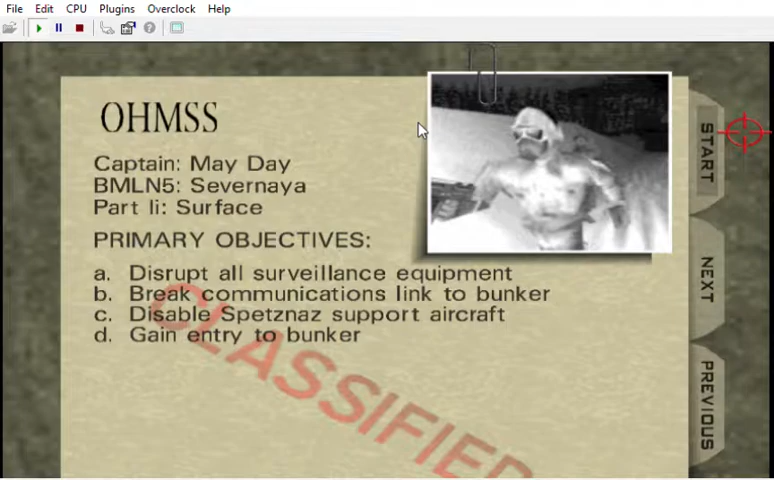 File Edit CPU Plugins Overclock Help
OHMSS
Captain: May Day
BMLN5: Severnaya
Part Ii: Surface
PRIMARY OBJECTIVES:
a. Disrupt all surveillance equipment
b. Break communications link to bunker
c. Disable Spetznaz support aircraft
d. Gain entry to bunker
CLASSIFIED
START
NEXT
PREVIOUS